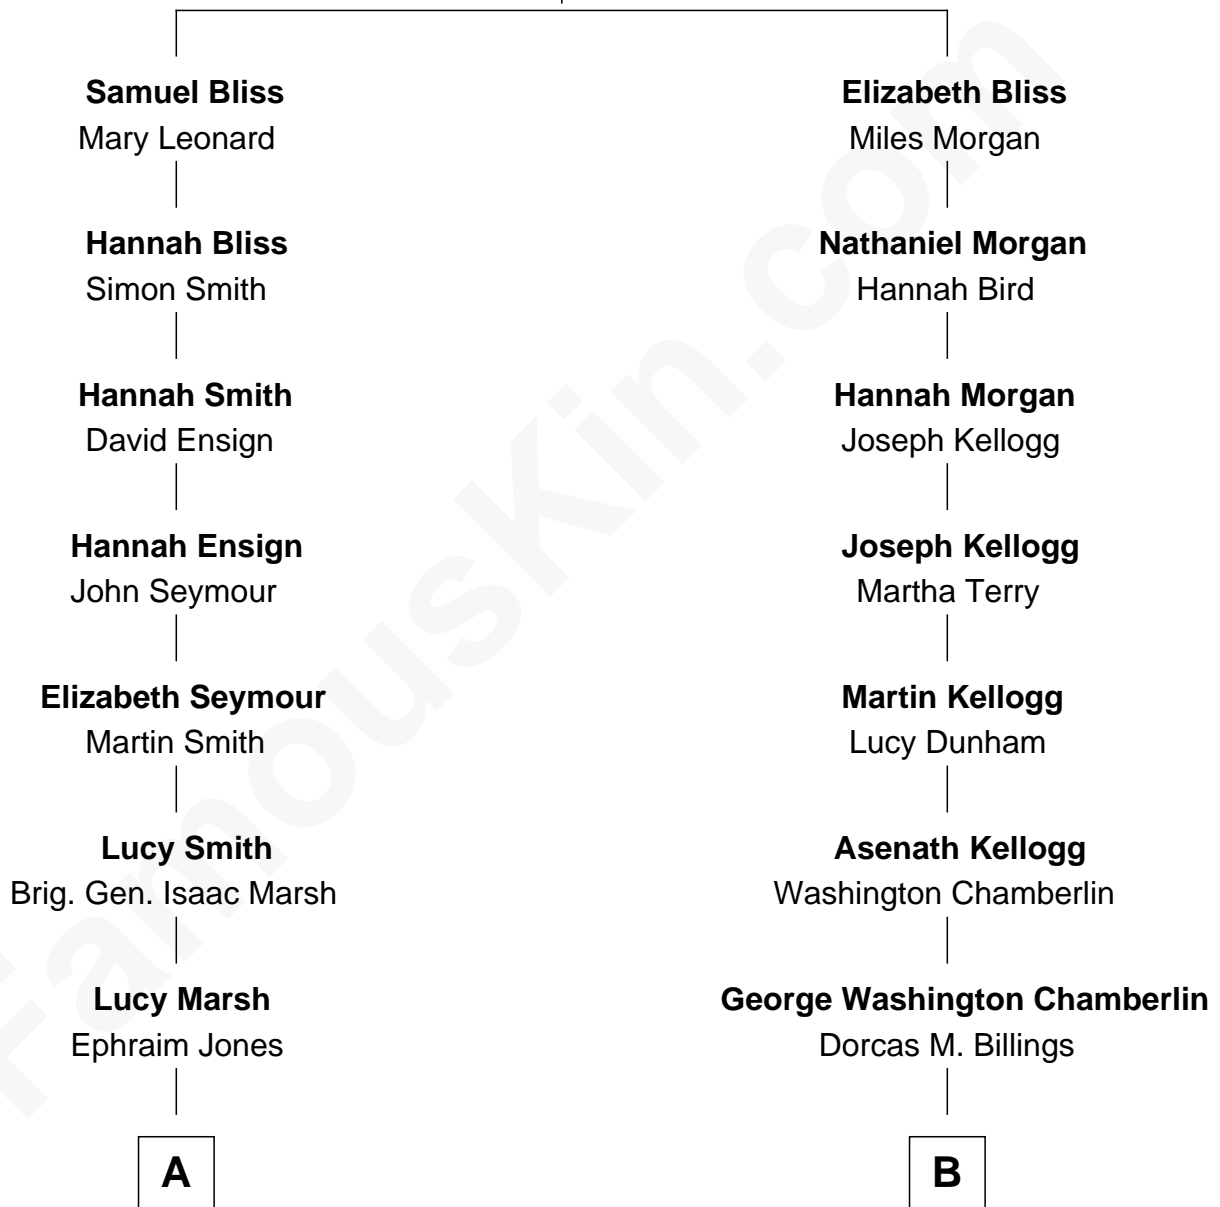 Samuel Bliss
Mary Leonard
Hannah Bliss
Simon Smith
Hannah Smith
David Ensign
Hannah Ensign
John Seymour
Elizabeth Seymour
Martin Smith
Lucy Smith
Brig. Gen. Isaac Marsh
Lucy Marsh
Ephraim Jones
A
Elizabeth Bliss
Miles Morgan
Nathaniel Morgan
Hannah Bird
Hannah Morgan
Joseph Kellogg
Joseph Kellogg
Martha Terry
Martin Kellogg
Lucy Dunham
Asenath Kellogg
Washington Chamberlin
George Washington Chamberlin
Dorcas M. Billings
B
FamousKin.com